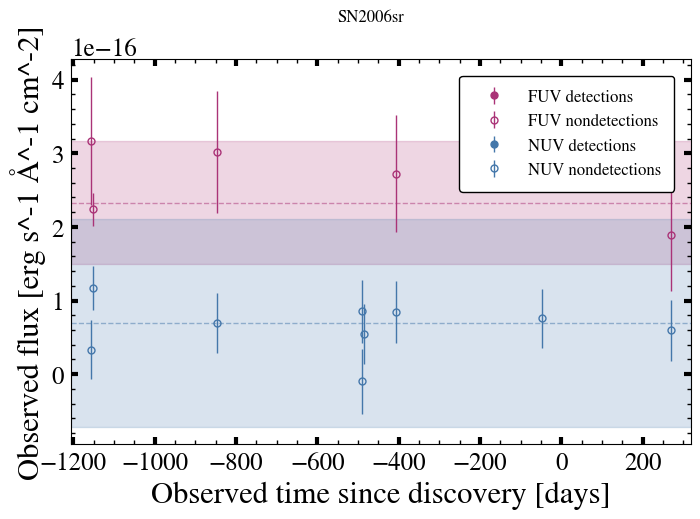 SN2006sr
1e−16
FUV detections
FUV nondetections
NUV detections
NUV nondetections
4
3
2
1
0
Observed flux [erg s^-1 Å^-1 cm^-2]
−1200 −1000 −800 −600 −400 −200 0 200
Observed time since discovery [days]